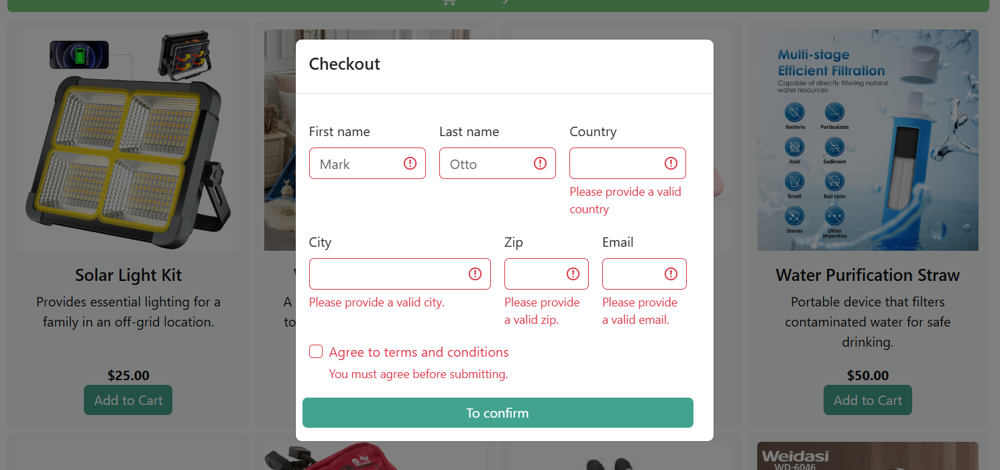 Checkout
First name
Last name
Country
Mark
Otto
Please provide a valid
country
City
Zip
Email
Please provide a valid city.
Please provide
a valid zip.
Please provide
a valid email.
Agree to terms and conditions
You must agree before submitting.
To confirm
Solar Light Kit
Provides essential lighting for a
family in an off-grid location.
$25.00
Add to Cart
A
to
Multi-stage
Efficient Filtration
Capable of directly filtering natural
water resources
Bacteria
Particulates
Rust
Sediment
Smell
Bad taste
Stones
Other
impurities
Water Purification Straw
Portable device that filters
contaminated water for safe
drinking.
$50.00
Add to Cart
Weidasi
WD-6046